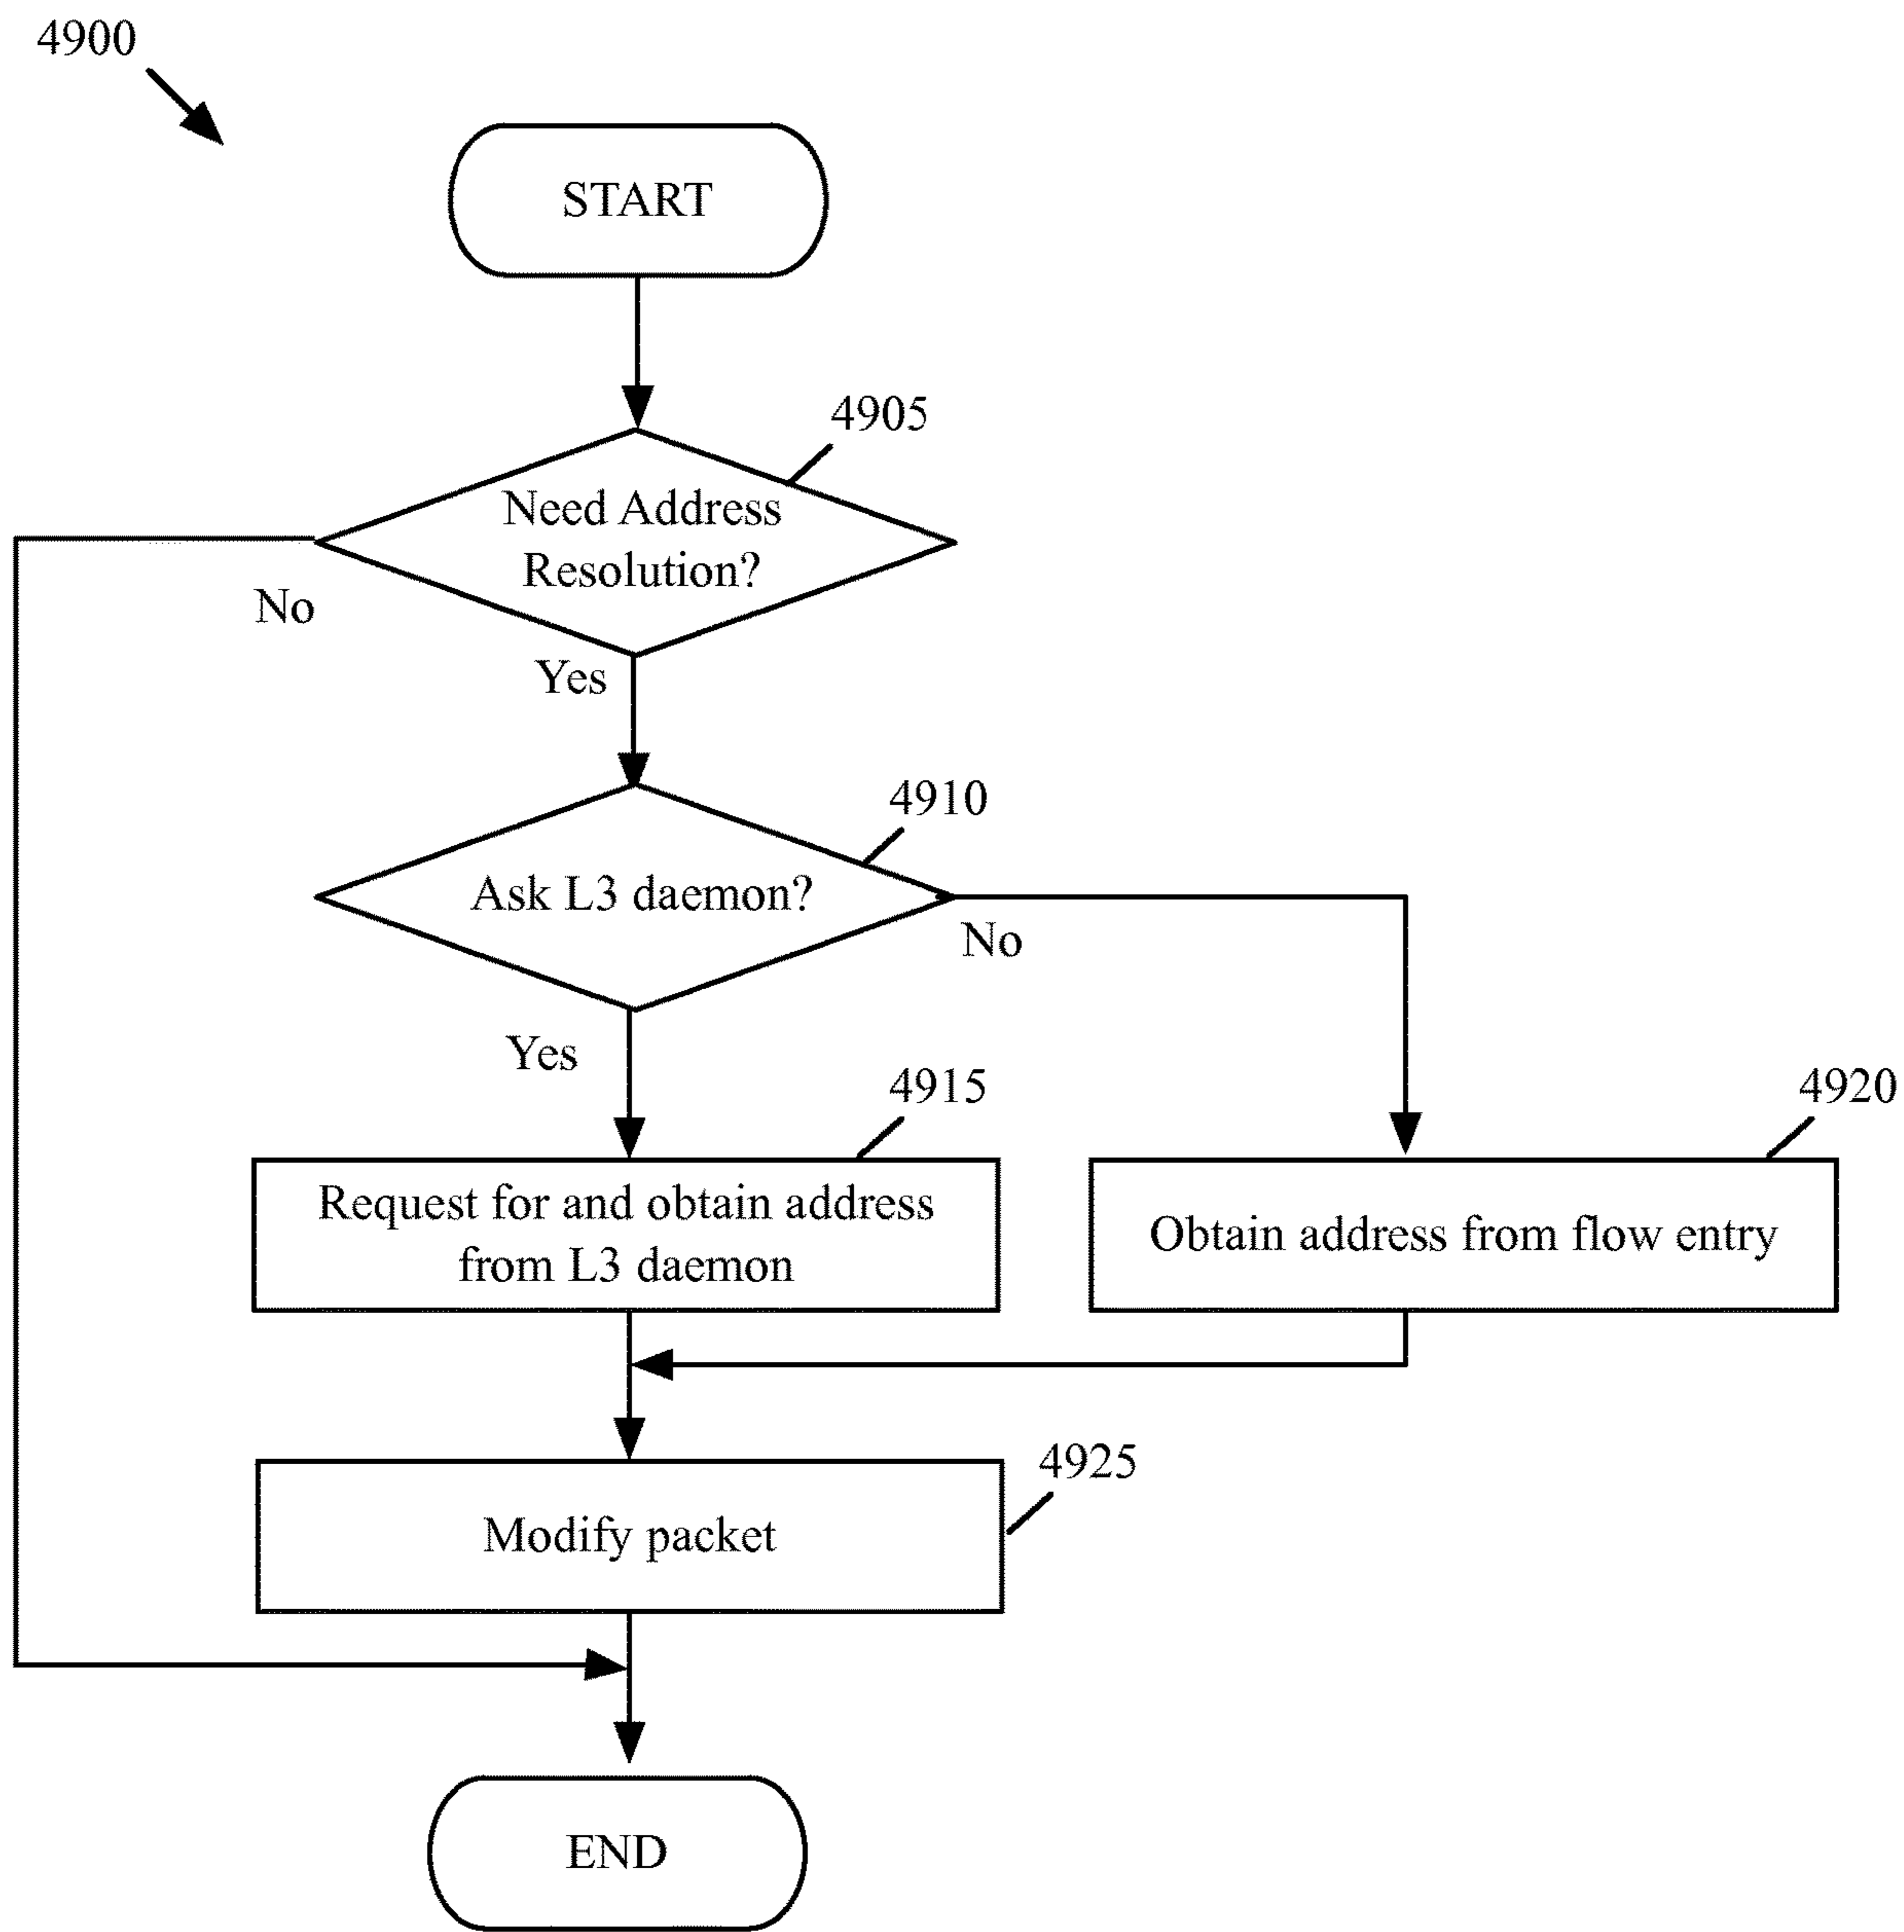 4900
START
4905
Need Address
Resolution?
No
Yes
4910
Ask L3 daemon?
No
Yes
4915
4920
Request for and obtain address
from L3 daemon
Obtain address from flow entry
4925
Modify packet
END